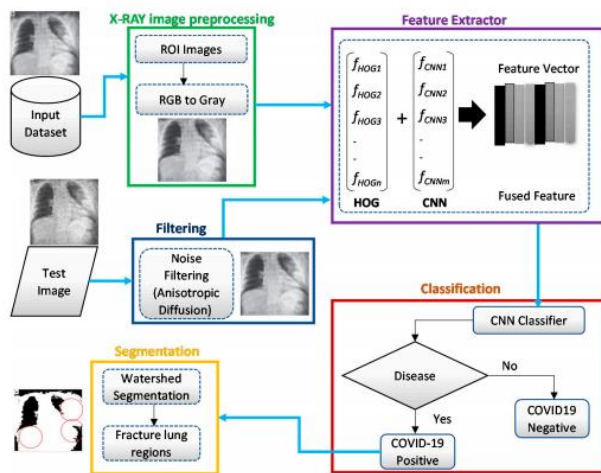 X-RAY image preprocessing
ROI Images
RGB to Gray
Input
Dataset
Feature Extractor
fHOG1
fHOG2
fHOG3
.
.
fHOGn
HOG
+
fCNN1
fCNN2
fCNN3
.
.
fCNNm
CNN
Feature Vector
Fused Feature
Test
Image
Filtering
Noise
Filtering
(Anisotropic
Diffusion)
Classification
CNN Classifier
Disease
No
Yes
COVID19
Negative
COVID-19
Positive
Segmentation
Watershed
Segmentation
Fracture lung
regions